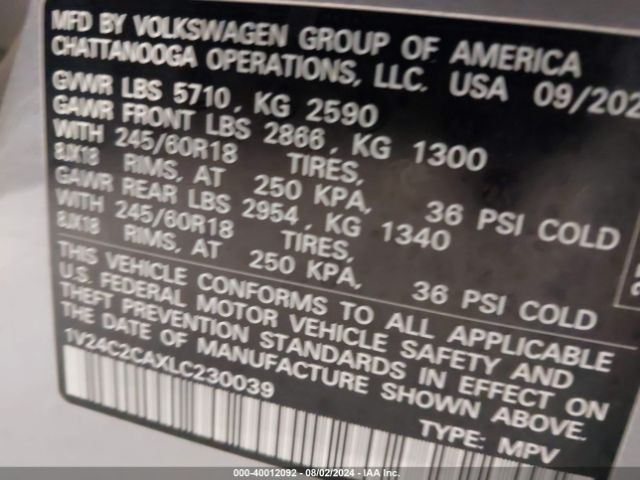 MFD BY VOLKSWAGEN GROUP OF AMERICA
CHATTANOOGA OPERATIONS, LLC. USA 09/202
GVWR LBS 5710, KG 2590
GAWR FRONT LBS 2866, KG 1300
WITH 245/60R18 TIRES,
8JX18 RIMS, AT 250 KPA, 36 PSI COLD
GAWR REAR LBS 2954, KG 1340
WITH 245/60R18 TIRES,
8JX18 RIMS, AT 250 KPA, 36 PSI COLD
THIS VEHICLE CONFORMS TO ALL APPLICABLE
U.S. FEDERAL MOTOR VEHICLE SAFETY AND
THEFT PREVENTION STANDARDS IN EFFECT ON
THE DATE OF MANUFACTURE SHOWN ABOVE.
1V24C2CAXLC230039
TYPE: MPV
000-40012092 - 08/02/2024 - IAA Inc.